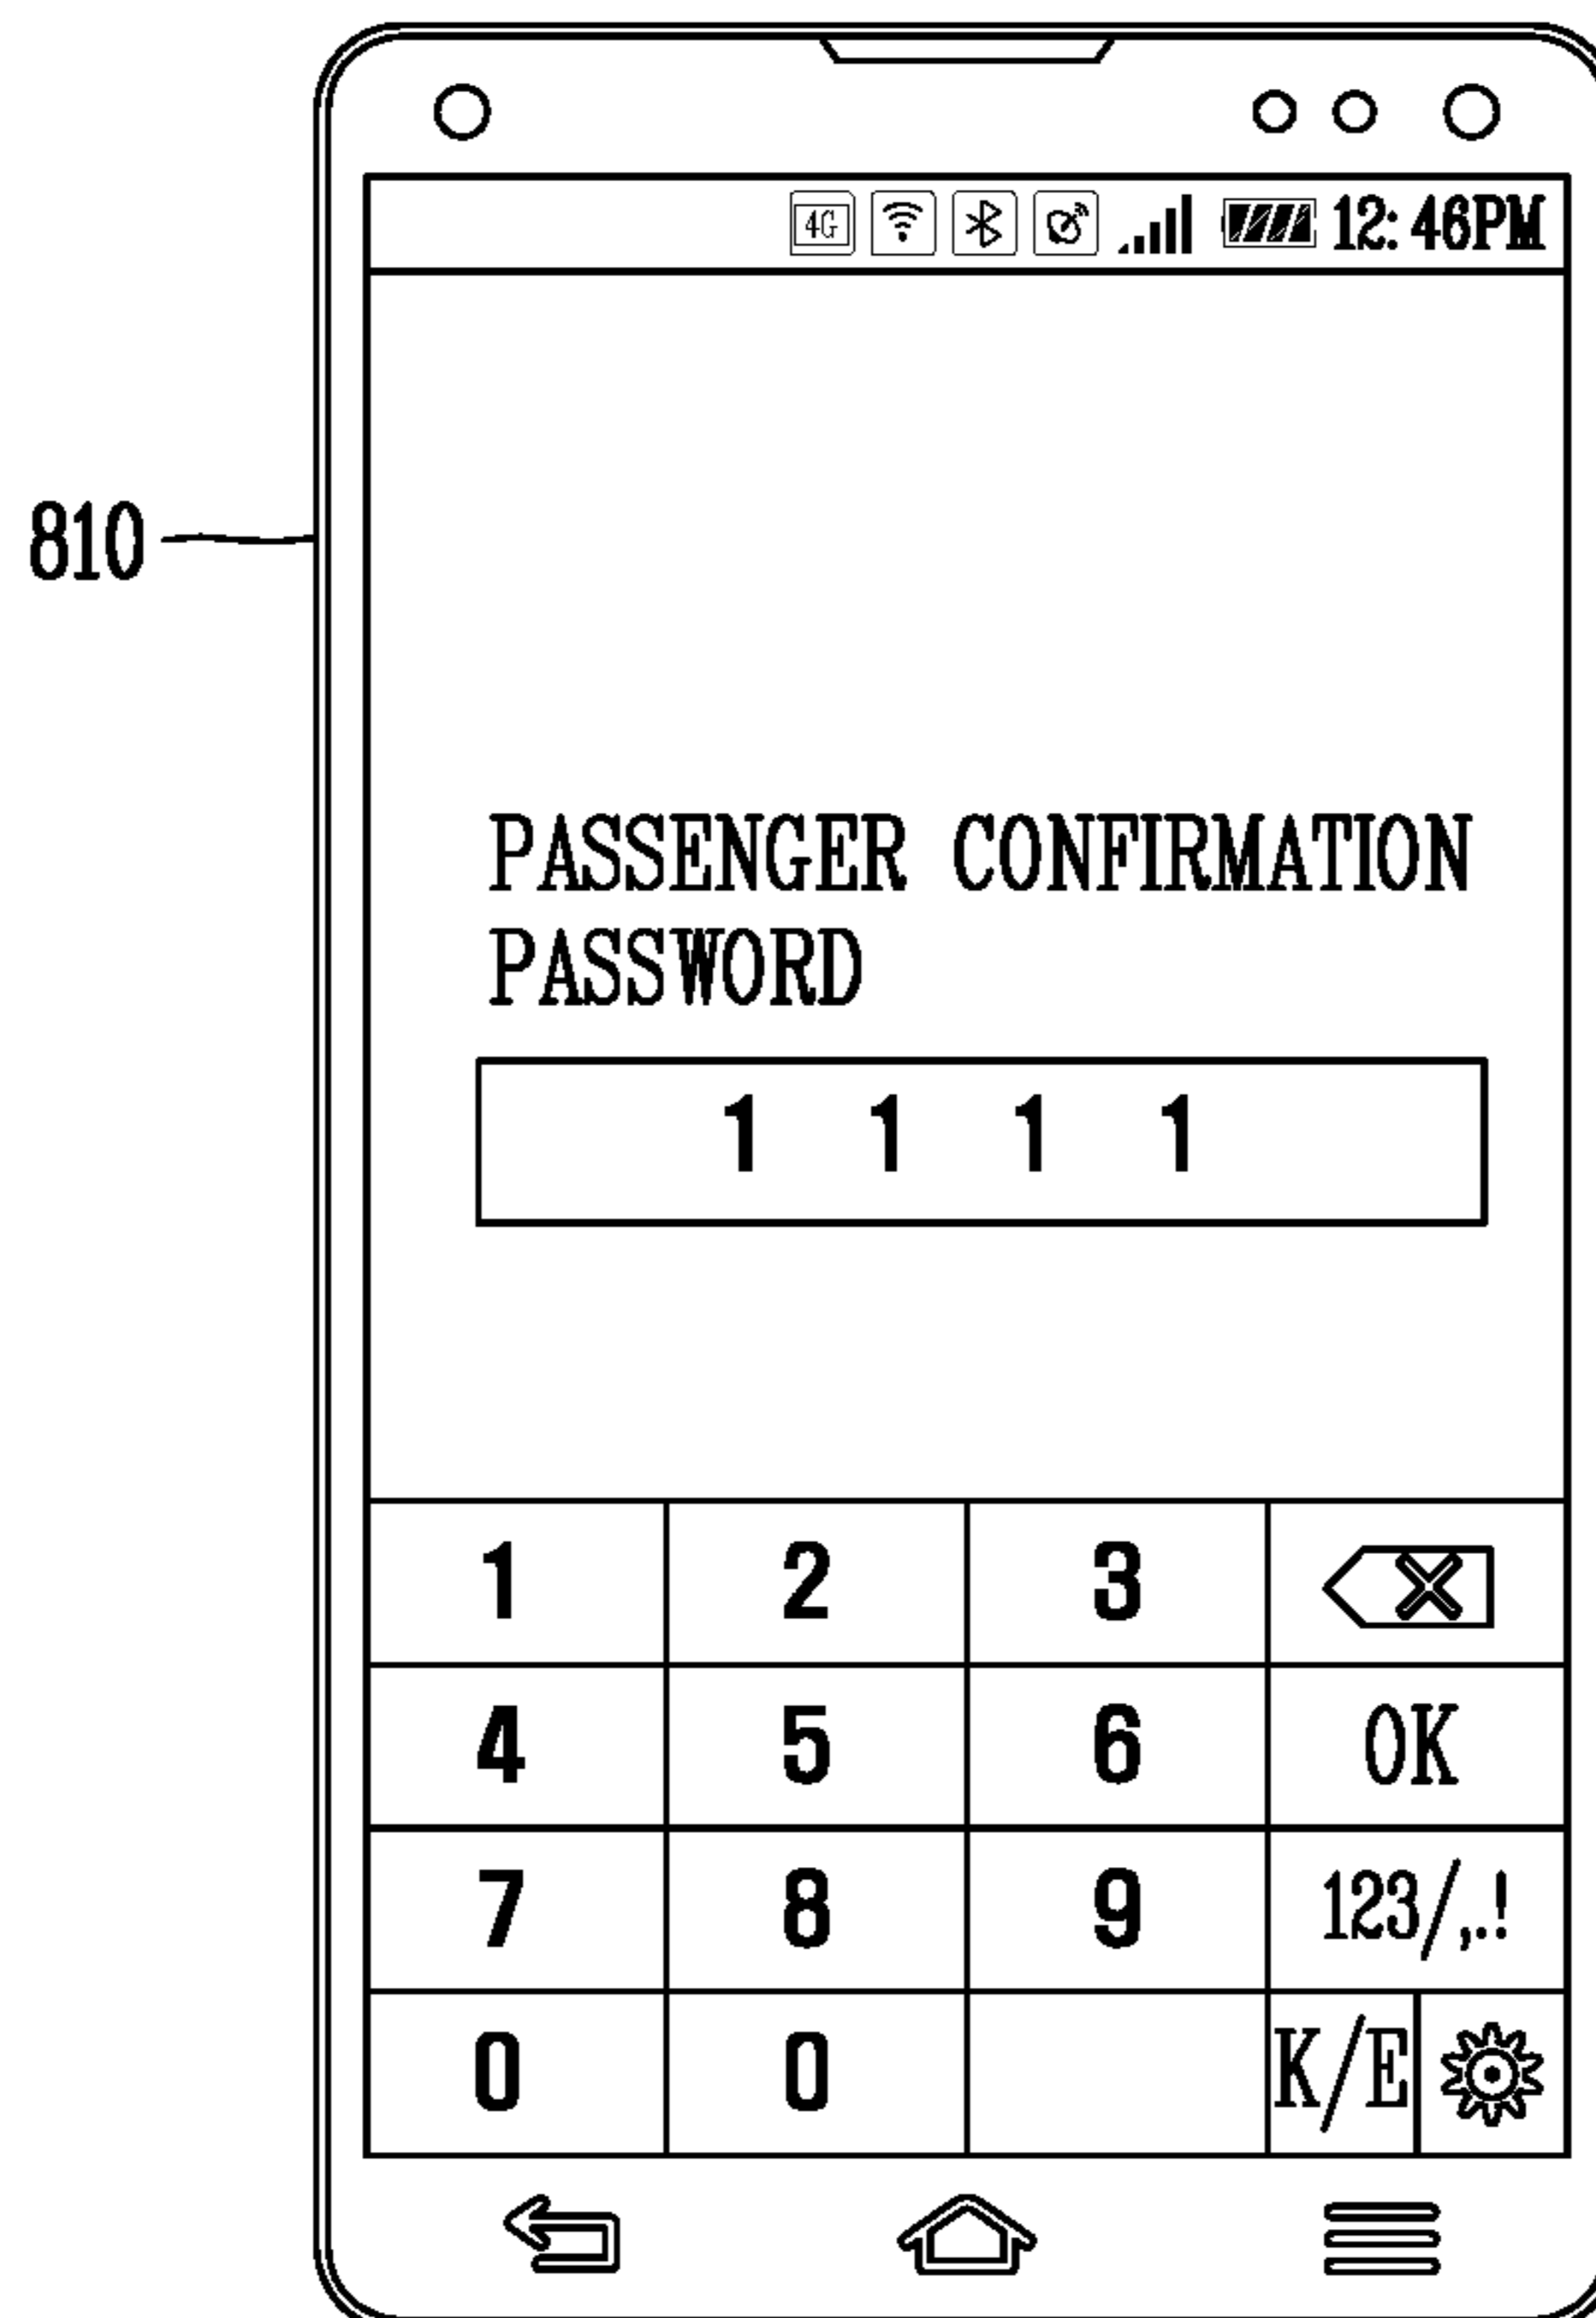 4G 12:46PM
810
PASSENGER CONFIRMATION
PASSWORD
1 1 1 1
1 2 3
4 5 6 OK
7 8 9 123/,.!
0 0 K/E